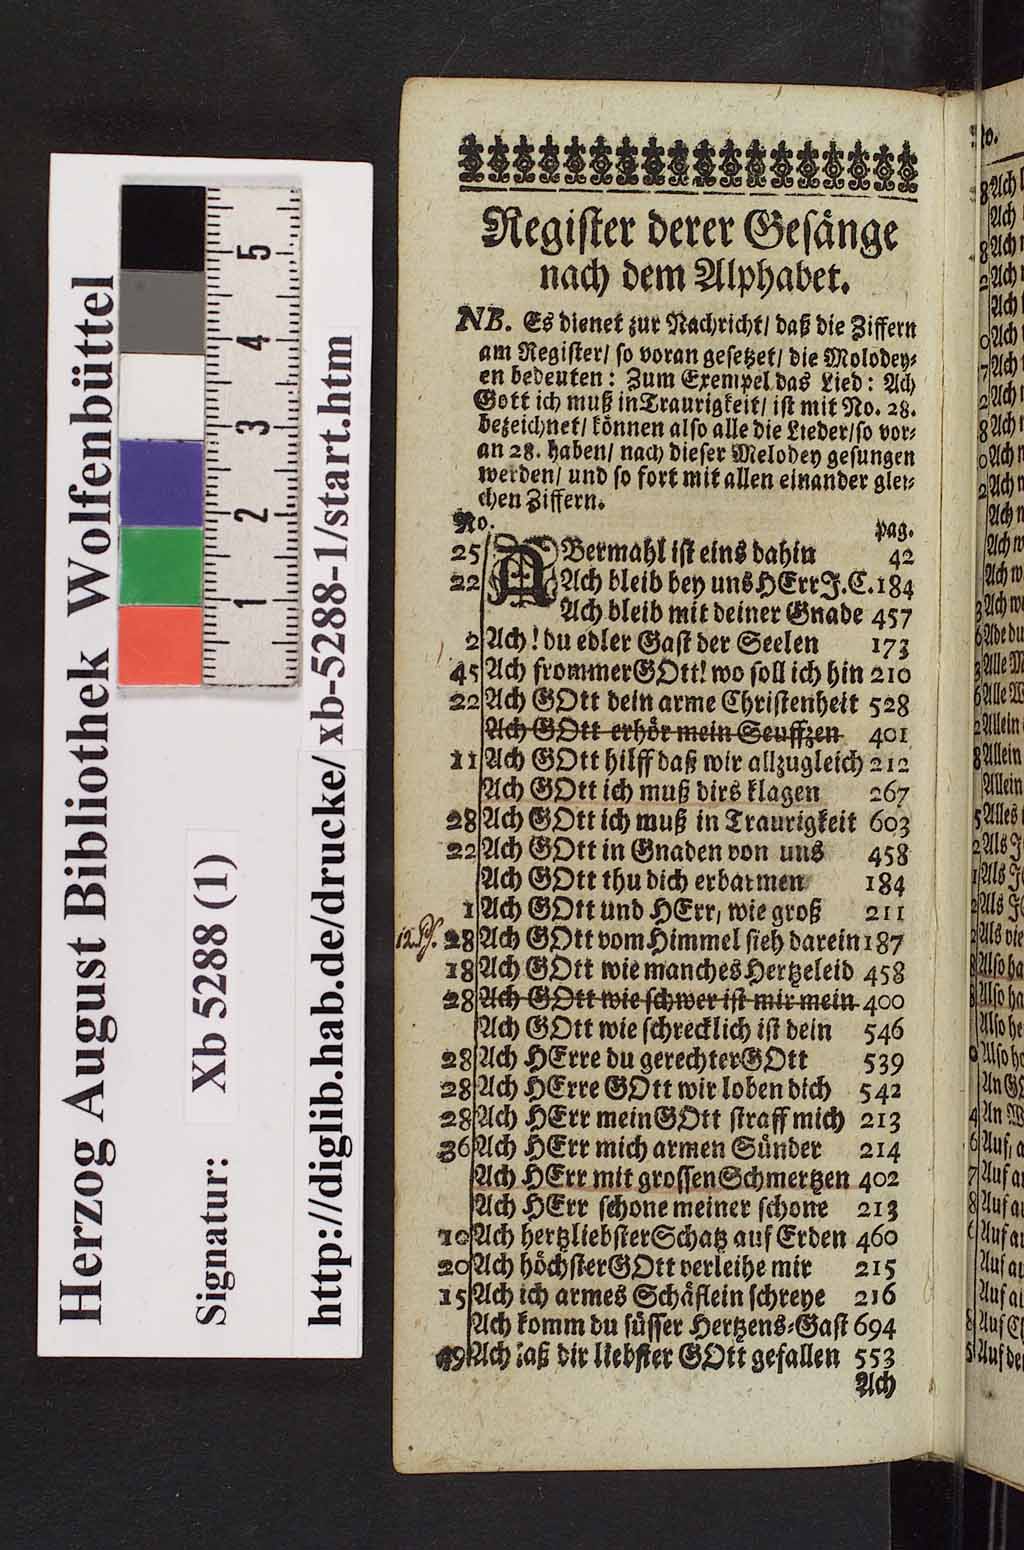 Herzog August Bibliothek Wolfenbüttel
Signatur: Xb 5288 (1)
http://diglib.hab.de/drucke/ xb-5288-1/start.htm
1 2 3 4 5
Register derer Gesänge
nach dem Alphabet.
NB. Es dienet zur Nachricht/ daß die Ziffern
am Register/ so voran gesetzet/ die Molodey-
en bedeuten: Zum Exempel das Lied: Ach
Gott ich muß in Traurigkeit/ ist mit No. 28.
bezeichnet/ können also alle die Lieder/ so vor-
an 28. haben/ nach dieser Melodey gesungen
werden/ und so fort mit allen einander glei-
chen Ziffern.
No. pag.
25 ABermahl ist eins dahin 42
22 Ach bleib bey uns HErr J. C. 184
Ach bleib mit deiner Gnade 457
2 Ach! du edler Gast der Seelen 173
45 Ach frommer GOtt! wo soll ich hin 210
22 Ach GOtt dein arme Christenheit 528
Ach GOtt erhör mein Seuffzen 401
11 Ach GOtt hilff daß wir allzugleich 212
Ach GOtt ich muß dirs klagen 267
28 Ach GOtt ich muß in Traurigkeit 603
22 Ach GOtt in Gnaden von uns 458
Ach GOtt thu dich erbarmen 184
1 Ach GOtt und HErr, wie groß 211
12. Ps. 28 Ach GOtt vom Himmel sieh darein 187
18 Ach GOtt wie manches Hertzeleid 458
28 Ach GOtt wie schwer ist mir mein 400
Ach GOtt wie schrecklich ist dein 546
28 Ach HErre du gerechter GOtt 539
28 Ach HErre GOtt wir loben dich 542
28 Ach HErr mein GOtt straff mich 213
36 Ach HErr mich armen Sünder 214
Ach HErr mit grossen Schmertzen 402
Ach HErr schone meiner schone 213
10 Ach hertzliebster Schatz auf Erden 460
20 Ach höchster GOtt verleihe mir 215
15 Ach ich armes Schäflein schreye 216
Ach komm du süsser Hertzens-Gast 694
49 Ach laß dir liebster GOtt gefallen 553
Ach